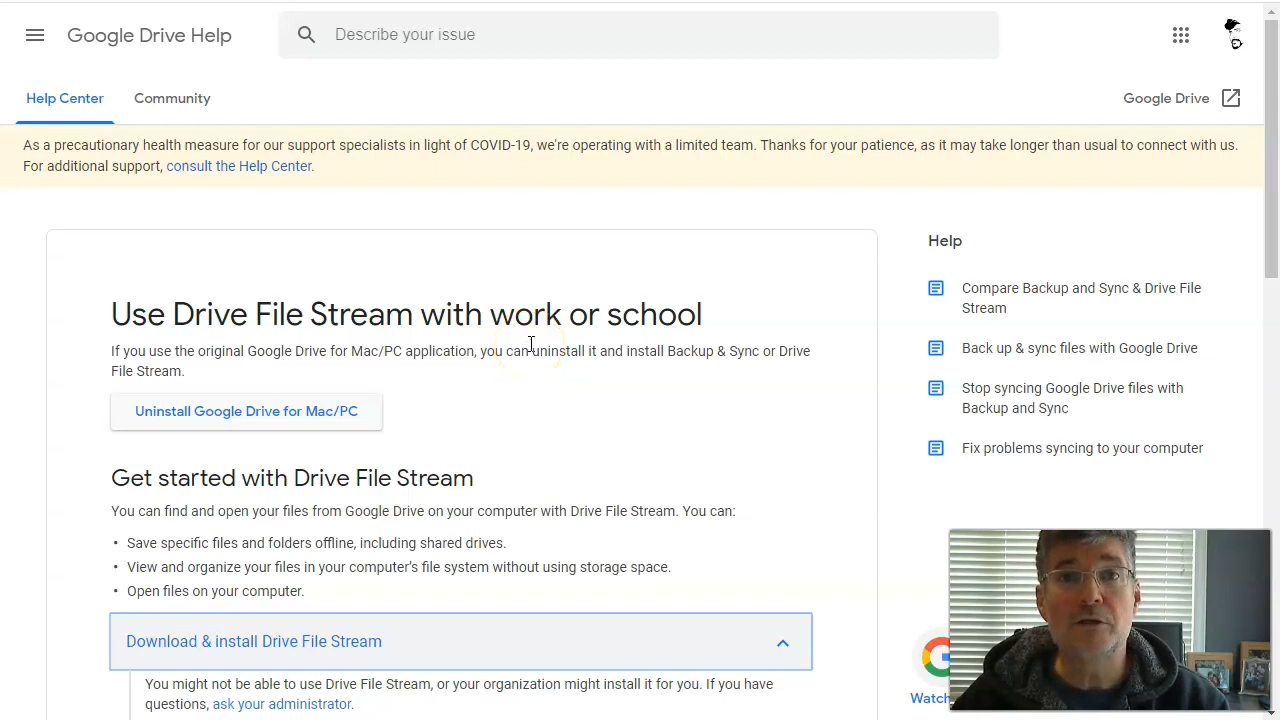 Google Drive Help
Describe your issue
Help Center
Community
Google Drive
As a precautionary health measure for our support specialists in light of COVID-19, we're operating with a limited team. Thanks for your patience, as it may take longer than usual to connect with us.
For additional support, consult the Help Center.
Use Drive File Stream with work or school
If you use the original Google Drive for Mac/PC application, you can uninstall it and install Backup & Sync or Drive
File Stream.
Uninstall Google Drive for Mac/PC
Get started with Drive File Stream
You can find and open your files from Google Drive on your computer with Drive File Stream. You can:
• Save specific files and folders offline, including shared drives.
• View and organize your files in your computer's file system without using storage space.
• Open files on your computer
Download & install Drive File Stream
You might not be able to use Drive File Stream, or your organization might install it for you. If you have
questions, ask your administrator.
Help
Compare Backup and Sync & Drive File
Stream
Back up & sync files with Google Drive
Stop syncing Google Drive files with
Backup and Sync
Fix problems syncing to your computer
Watch